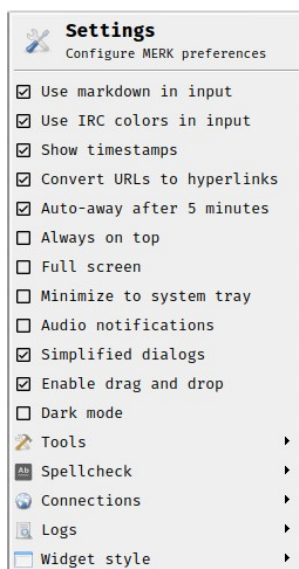 Settings
Configure MERK preferences
Use markdown in input
Use IRC colors in input
Show timestamps
Convert URLs to hyperlinks
Auto-away after 5 minutes
Always on top
Full screen
Minimize to system tray
Audio notifications
Simplified dialogs
Enable drag and drop
Dark mode
Tools
Ab Spellcheck
Connections
Logs
Widget style